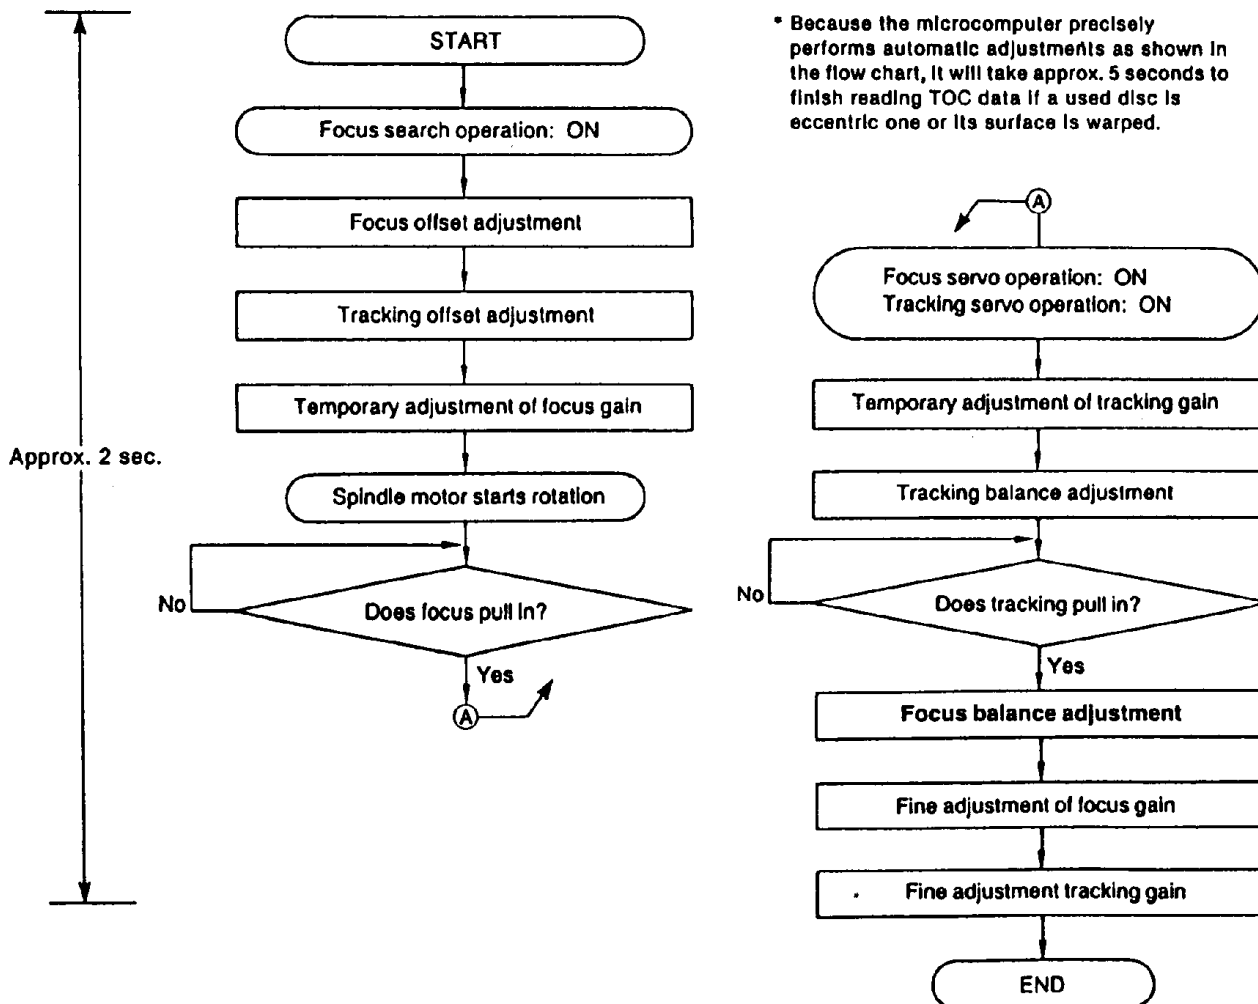 START
Focus search operation: ON
Focus offset adjustment
Tracking offset adjustment
Temporary adjustment of focus gain
Approx. 2 sec.
Spindle motor starts rotation
No
Does focus pull in?
Yes
A
* Because the microcomputer precisely
performs automatic adjustments as shown in
the flow chart, it will take approx. 5 seconds to
finish reading TOC data if a used disc is
eccentric one or its surface is warped.
A
Focus servo operation: ON
Tracking servo operation: ON
Temporary adjustment of tracking gain
Tracking balance adjustment
No
Does tracking pull in?
Yes
Focus balance adjustment
Fine adjustment of focus gain
Fine adjustment tracking gain
END